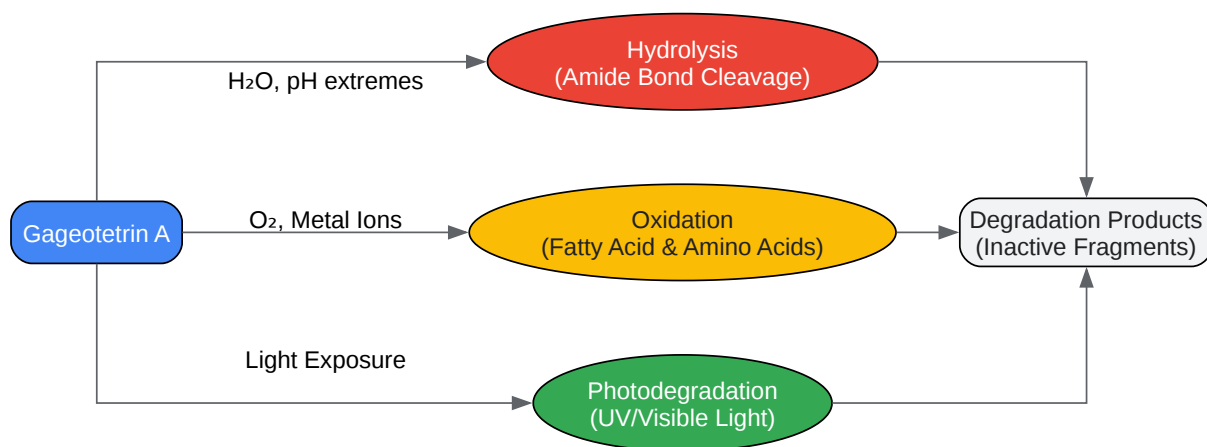 Hydrolysis
(Amide Bond Cleavage)
H₂O, pH extremes
Gageotetrin A
O₂, Metal Ions
Oxidation
(Fatty Acid & Amino Acids)
Degradation Products
(Inactive Fragments)
Light Exposure
Photodegradation
(UV/Visible Light)